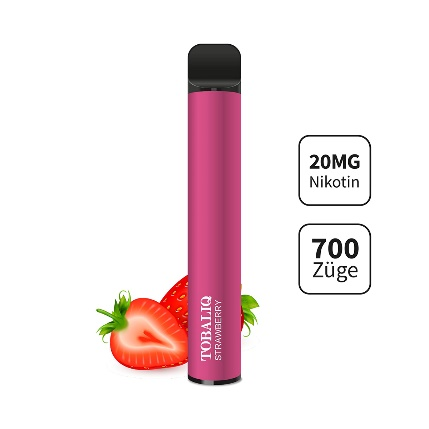 20MG
Nikotin
700
Züge
TOBALIQ
STRAWBERRY